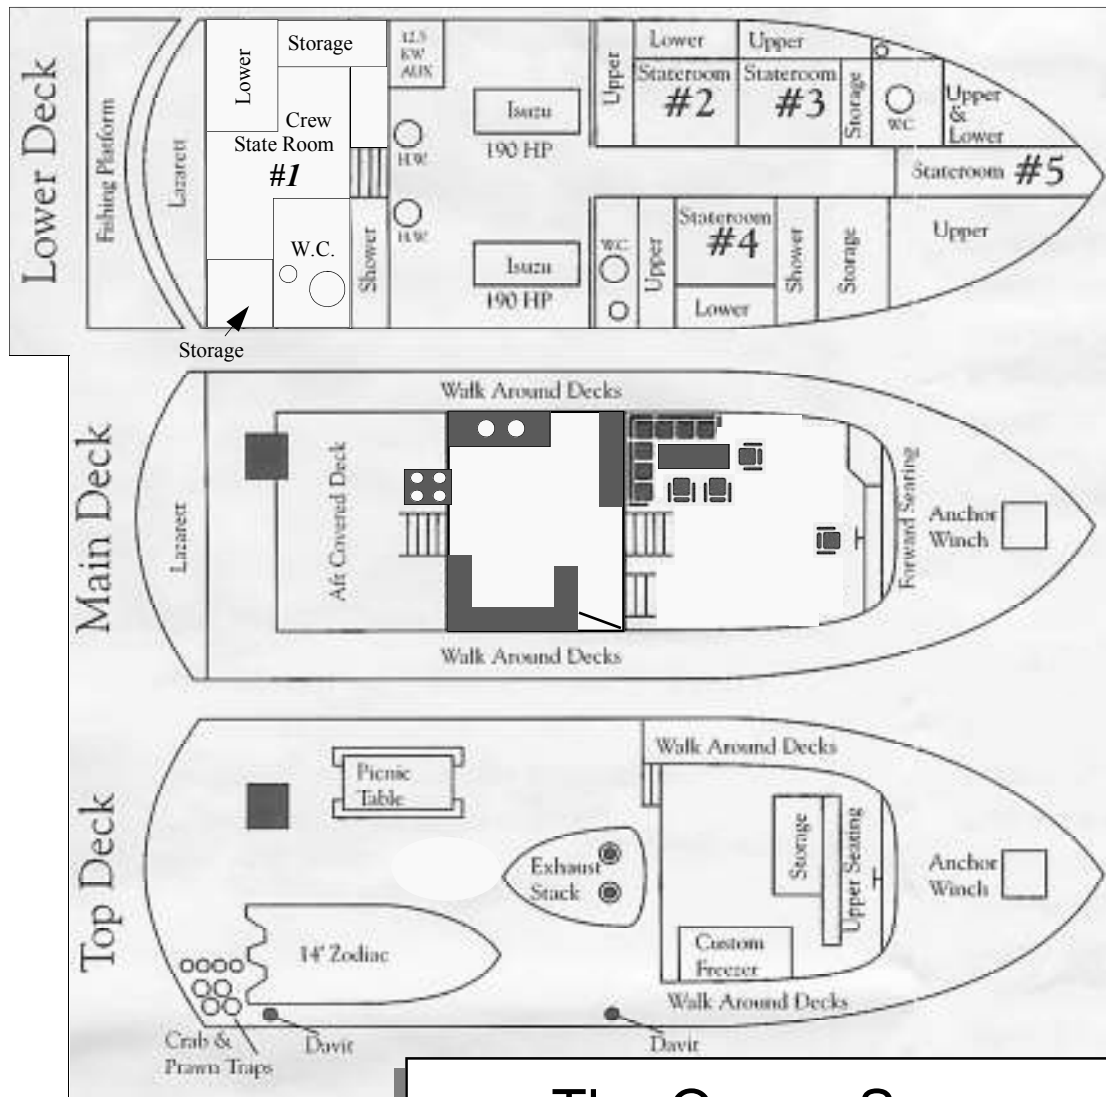 Lower Deck
Fishing Platform
Lazarett
Lower
Storage
Crew
State Room
#1
W.C.
Storage
Shower
12.5
KW
AUX
H.W.
H.W.
Isuzu
190 HP
Isuzu
190 HP
Upper
Lower
Stateroom
#2
Upper
Stateroom
#3
Storage
WC
Upper
&
Lower
Stateroom #5
WC
Upper
Stateroom
#4
Lower
Shower
Storage
Upper
Main Deck
Lazarett
Walk Around Decks
Aft Covered Deck
Forward Seating
Anchor
Winch
Walk Around Decks
Top Deck
Picnic
Table
Exhaust
Stack
14' Zodiac
Crab &
Prawn Traps
Davit
Davit
Walk Around Decks
Storage
Upper Seating
Custom
Freezer
Walk Around Decks
Anchor
Winch